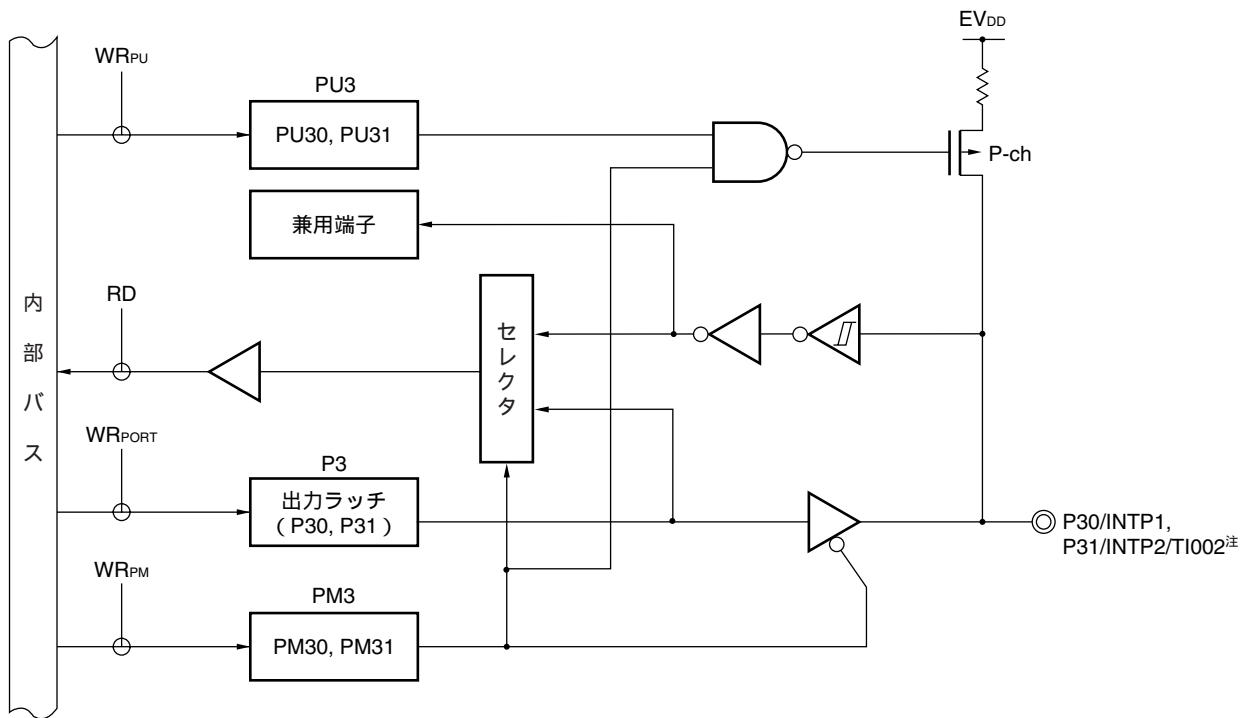 EVDD
WRPU
PU3
PU30, PU31
P-ch
兼用端子
内部バス
RD
セレクタ
WRPORT
P3
出力ラッチ
（P30, P31）
P30/INTP1,
P31/INTP2/TI002注
WRPM
PM3
PM30, PM31